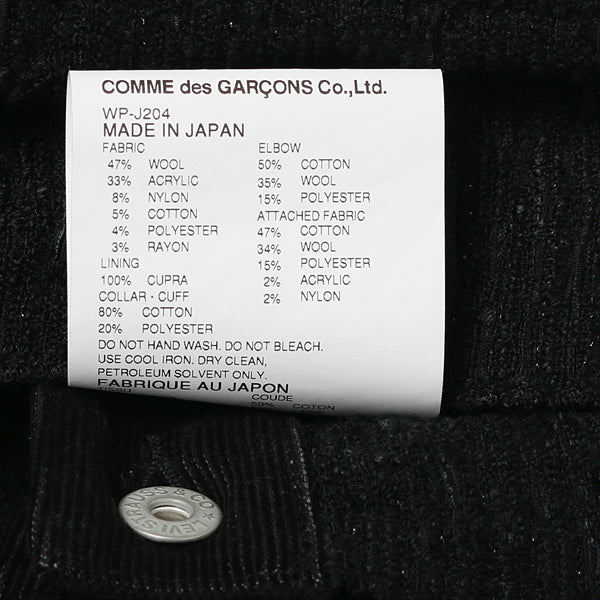 COMME des GARÇONS Co.,Ltd.
WP-J204
MADE IN JAPAN
FABRIC
47% WOOL
33% ACRYLIC
8% NYLON
5% COTTON
4% POLYESTER
3% RAYON
LINING
100% CUPRA
COLLAR・CUFF
80% COTTON
20% POLYESTER
ELBOW
50% COTTON
35% WOOL
15% POLYESTER
ATTACHED FABRIC
47% COTTON
34% WOOL
15% POLYESTER
2% ACRYLIC
2% NYLON
DO NOT HAND WASH. DO NOT BLEACH.
USE COOL IRON. DRY CLEAN,
PETROLEUM SOLVENT ONLY.
FABRIQUE AU JAPON
TISSU
COUDE
50% COTON
LEVI STRAUSS & CO